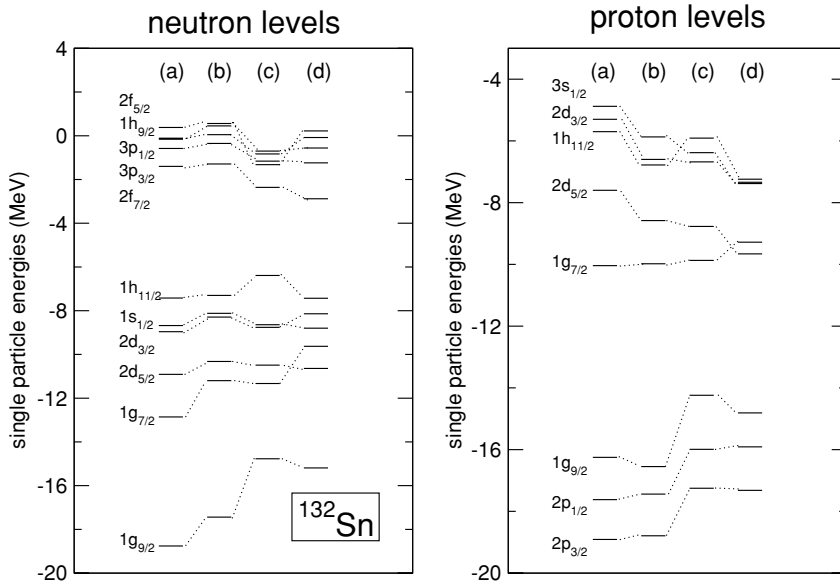 neutron levels
(a) (b) (c) (d)
single particle energies (MeV)
4
0
-4
-8
-12
-16
-20
2f5/2
1h9/2
3p1/2
3p3/2
2f7/2
1h11/2
1s1/2
2d3/2
2d5/2
1g7/2
1g9/2
132Sn
proton levels
(a) (b) (c) (d)
single particle energies (MeV)
-4
-8
-12
-16
-20
3s1/2
2d3/2
1h11/2
2d5/2
1g7/2
1g9/2
2p1/2
2p3/2